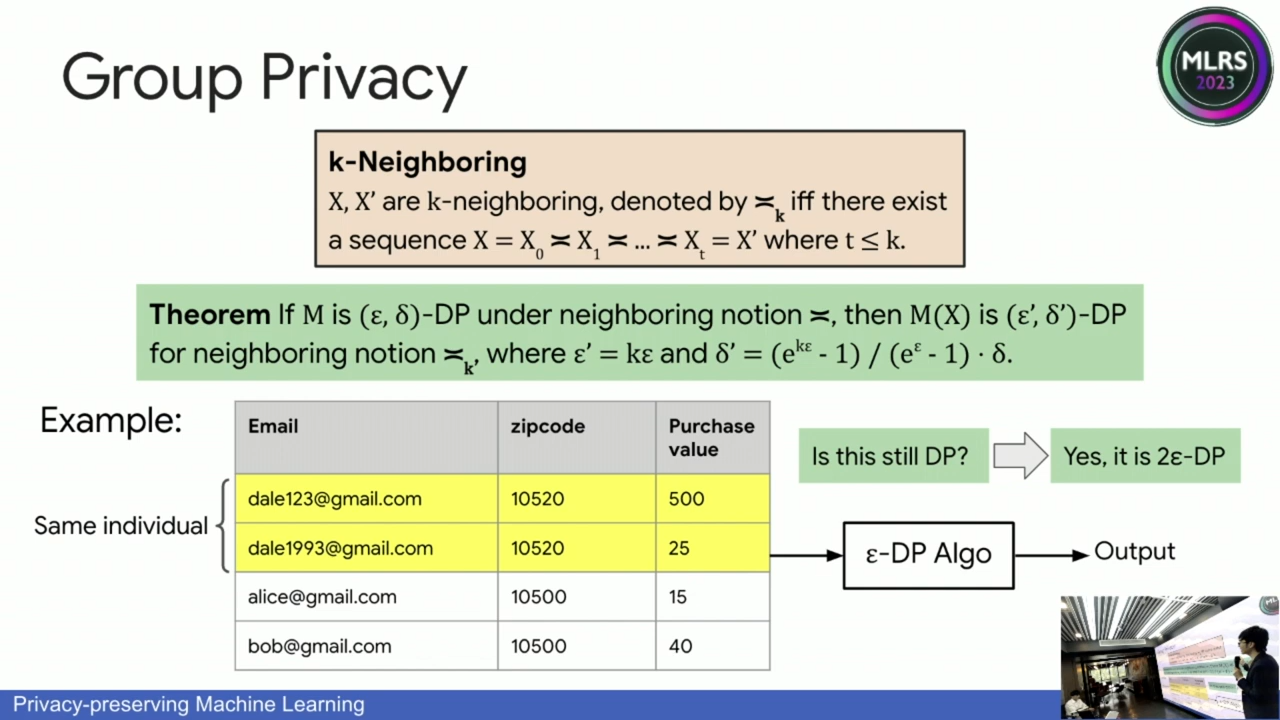 Group Privacy
MLRS
2023
k-Neighboring
X, X’ are k-neighboring, denoted by ≍ₖ iff there exist
a sequence X = X₀ ≍ X₁ ≍ ... ≍ Xₜ = X’ where t ≤ k.
Theorem If M is (ε, δ)-DP under neighboring notion ≍, then M(X) is (ε’, δ’)-DP
for neighboring notion ≍ₖ, where ε’ = kε and δ’ = (e^kε - 1) / (e^ε - 1) · δ.
Example:
Email zipcode Purchase
value
Same individual
dale123@gmail.com 10520 500
dale1993@gmail.com 10520 25
alice@gmail.com 10500 15
bob@gmail.com 10500 40
Is this still DP? Yes, it is 2ε-DP
ε-DP Algo Output
Privacy-preserving Machine Learning